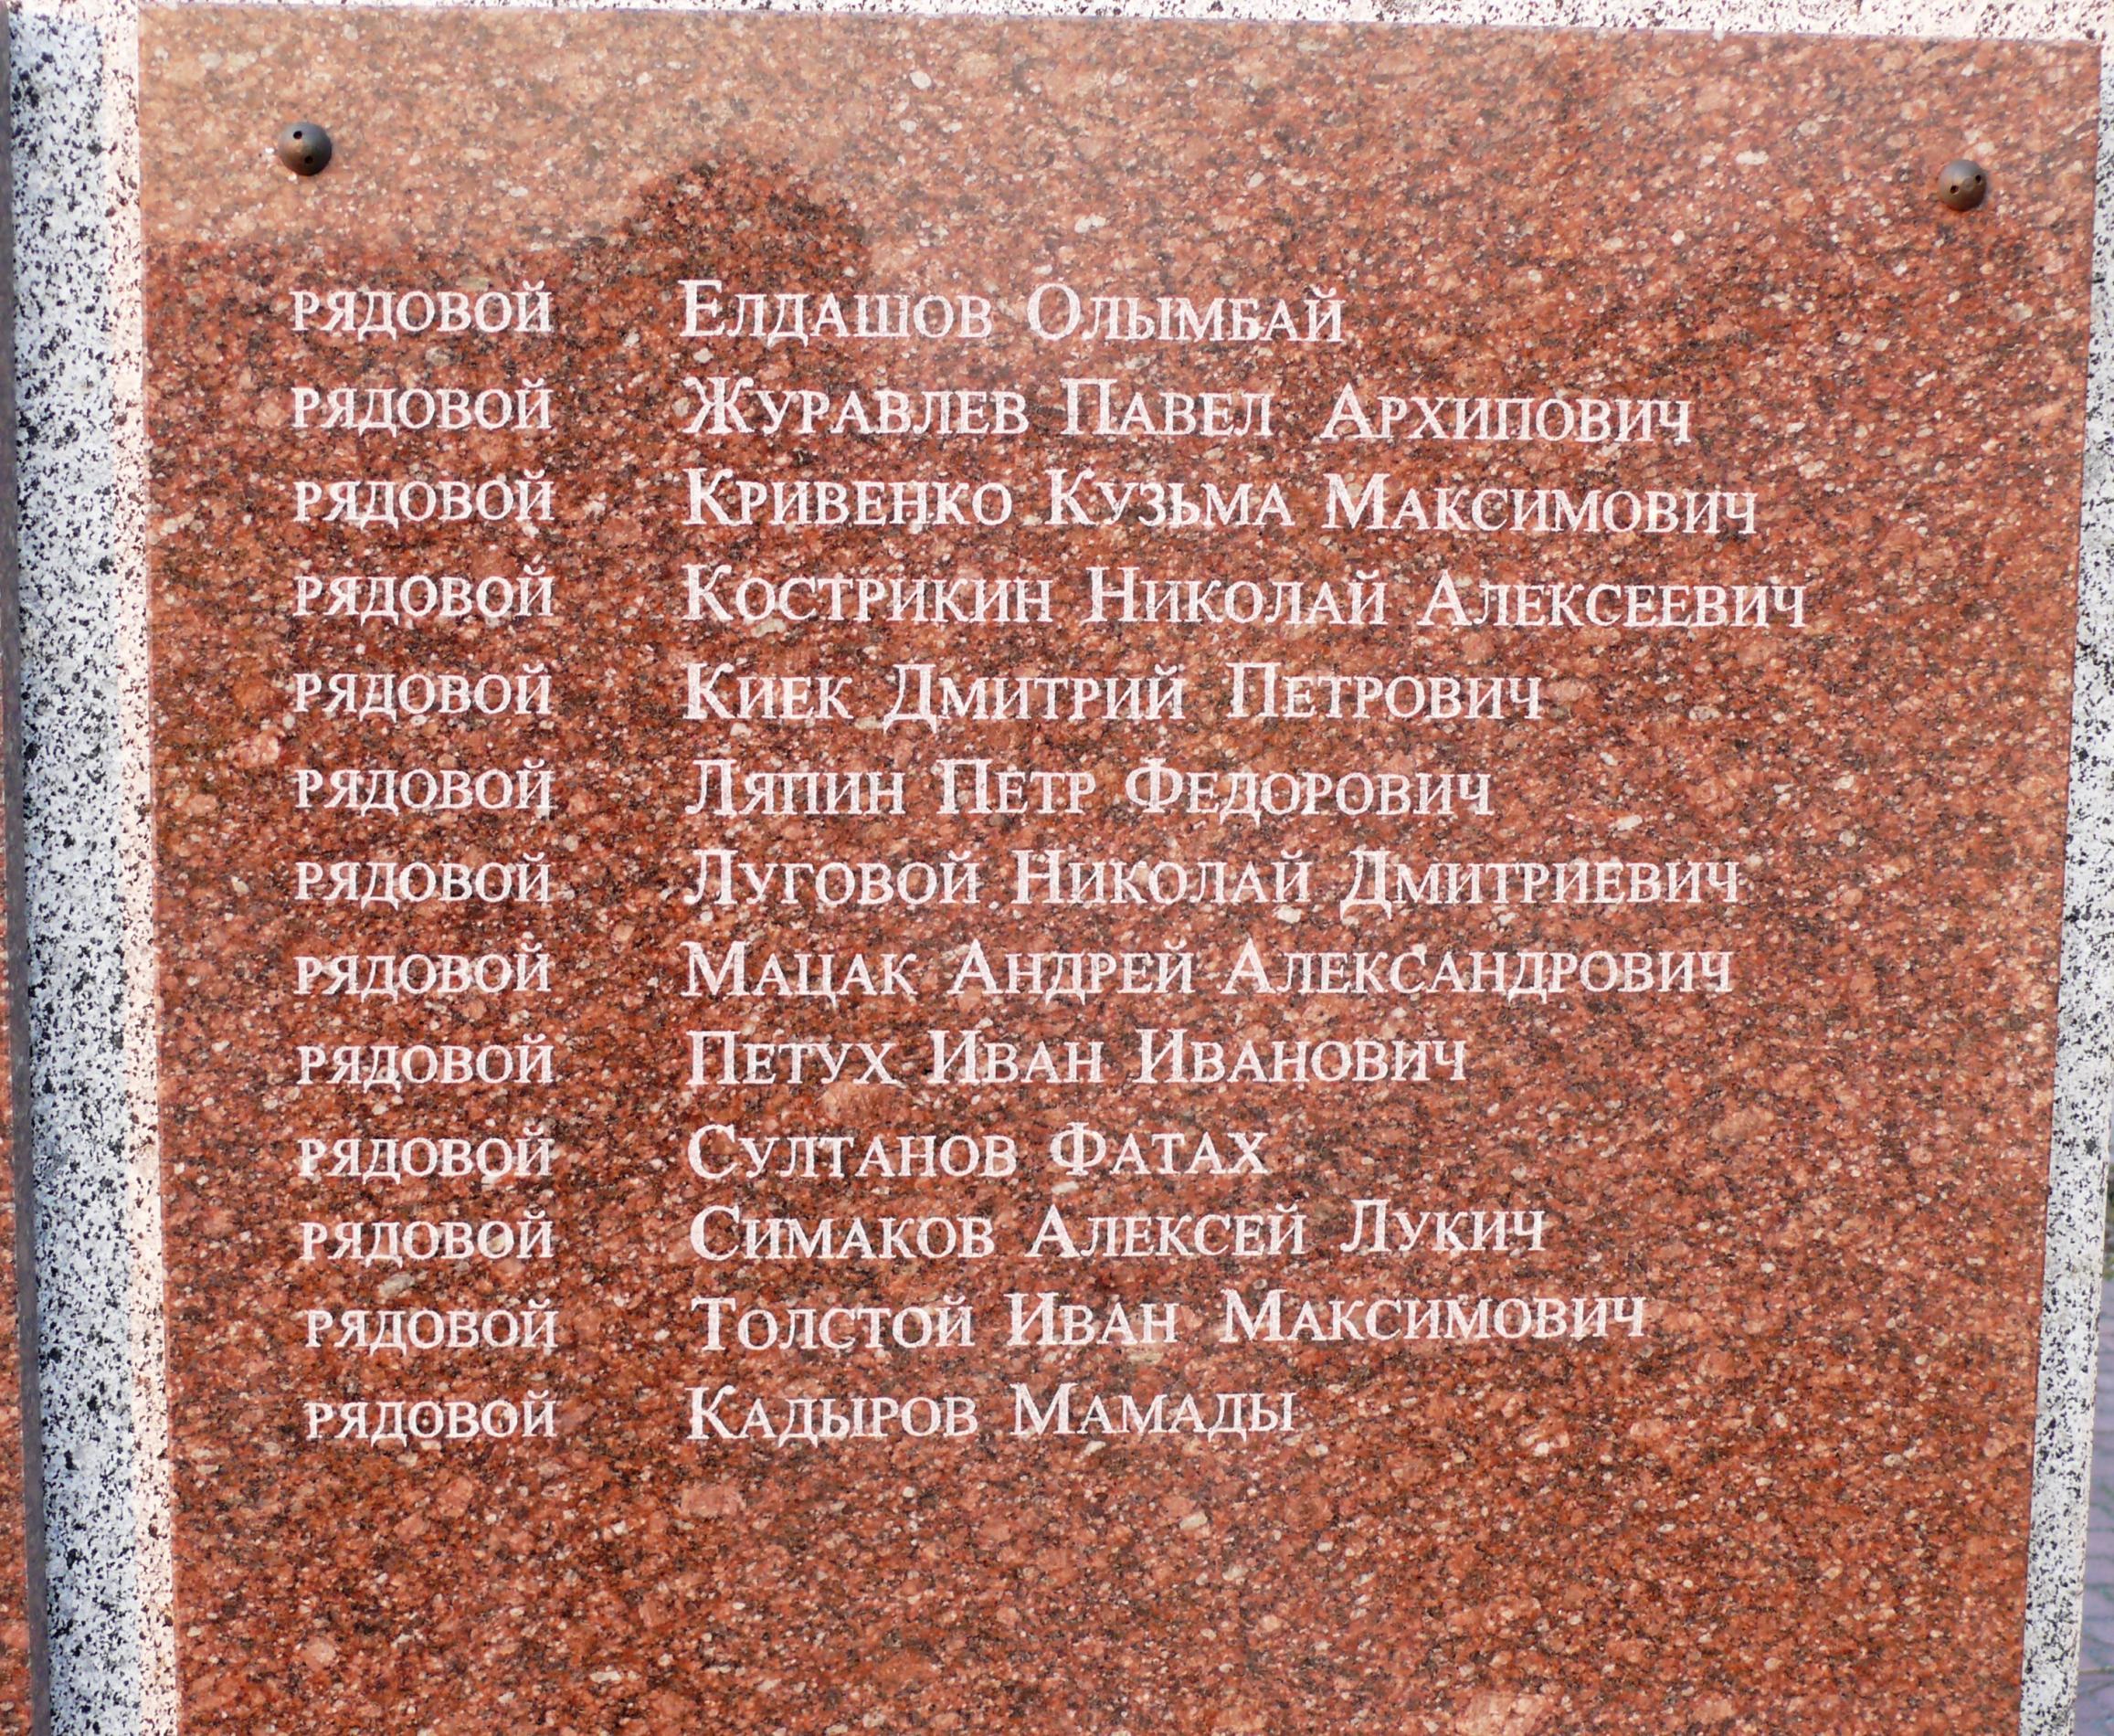 рядовой Елдашов Олымбай
рядовой Журавлев Павел Архипович
рядовой Кривенко Кузьма Максимович
рядовой Кострикин Николай Алексеевич
рядовой Киек Дмитрий Петрович
рядовой Ляпин Петр Федорович
рядовой Луговой Николай Дмитриевич
рядовой Мацак Андрей Александрович
рядовой Петух Иван Иванович
рядовой Султанов Фатах
рядовой Симаков Алексей Лукич
рядовой Толстой Иван Максимович
рядовой Кадыров Мамады